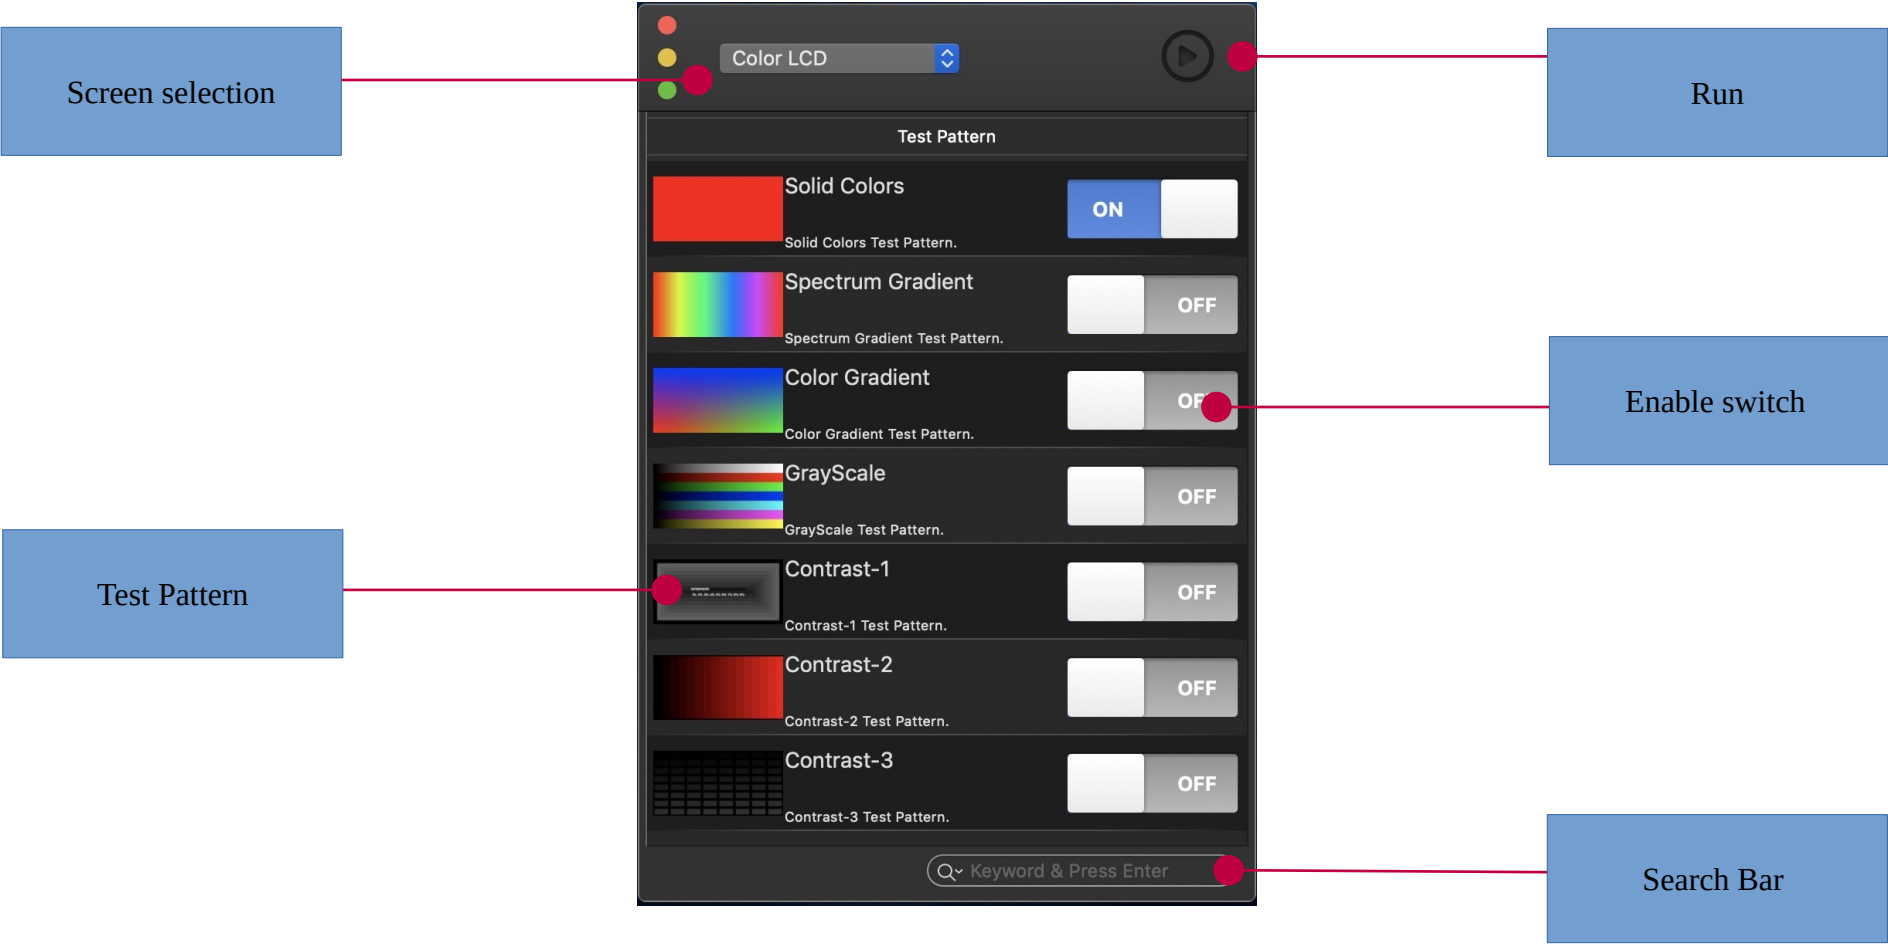 Screen selection
Color LCD
Run
Test Pattern
Solid Colors
ON
Solid Colors Test Pattern.
Spectrum Gradient
OFF
Spectrum Gradient Test Pattern.
Color Gradient
Enable switch
Color Gradient Test Pattern.
GrayScale
OFF
GrayScale Test Pattern.
Test Pattern
Contrast-1
OFF
Contrast-1 Test Pattern.
Contrast-2
OFF
Contrast-2 Test Pattern.
Contrast-3
OFF
Contrast-3 Test Pattern.
Keyword & Press Enter
Search Bar